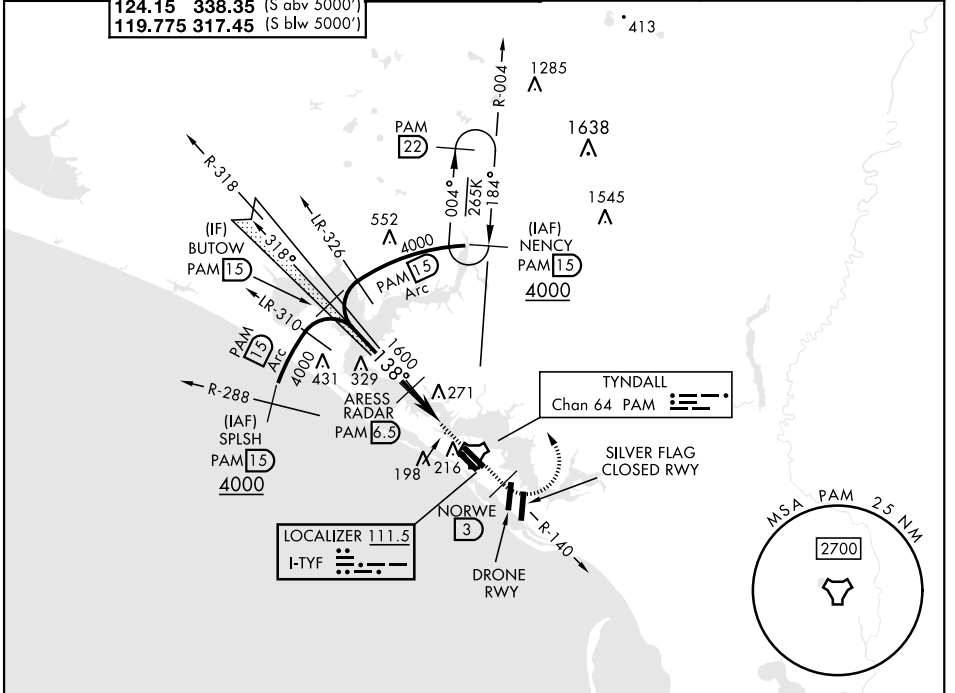 124.15 338.35 (S abv 5000')
119.775 317.45 (S blw 5000')
413
1285
1638
1545
R-004
PAM
22
004°
265K
184°
(IAF)
NENCY
PAM 15
4000
552
4000
PAM 15
Arc
R-318
318°
LR-326
(IF)
BUTOW
PAM 15
LR-310
PAM
15
Arc
4000
431
329
1600
138°
R-288
(IAF)
SPLSH
PAM 15
4000
ARESS
RADAR
PAM 6.5
271
198
216
TYNDALL
Chan 64 PAM
SILVER FLAG
CLOSED RWY
NORWE
3
R-140
DRONE
RWY
LOCALIZER 111.5
I-TYF
MSA PAM 25 NM
2700